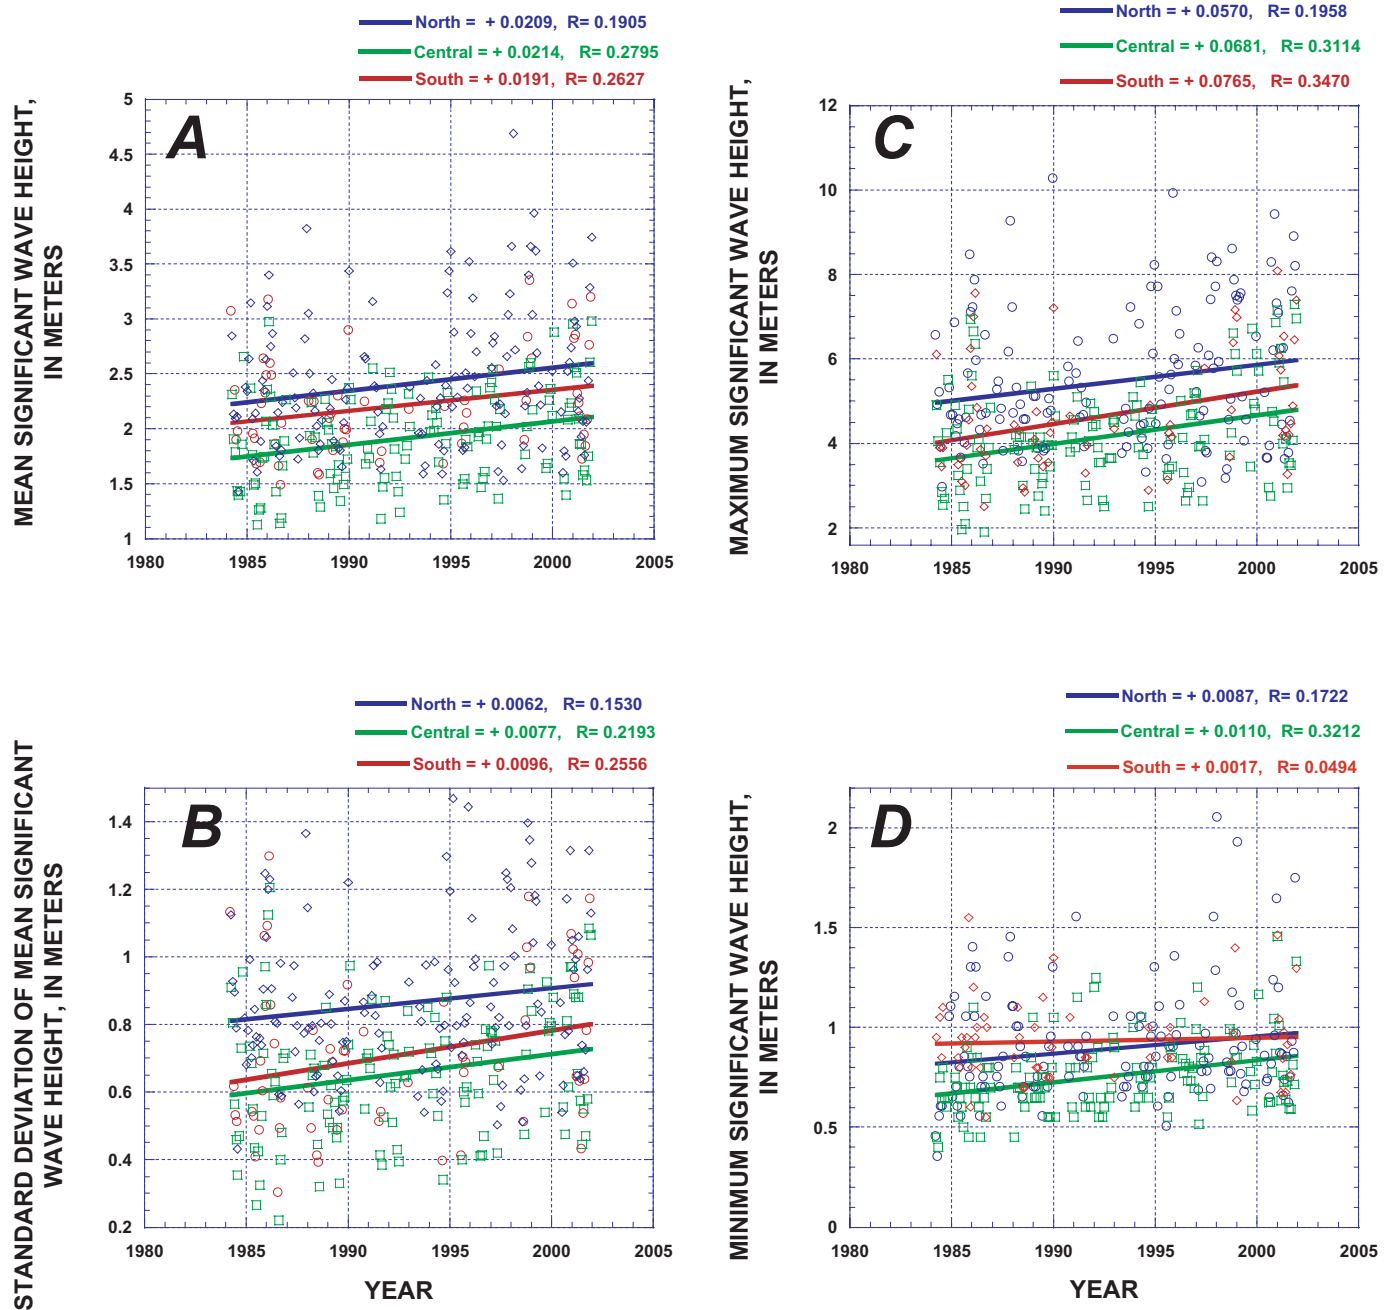 North = + 0.0209, R= 0.1905
Central = + 0.0214, R= 0.2795
South = + 0.0191, R= 0.2627
A
MEAN SIGNIFICANT WAVE HEIGHT,
IN METERS
5
4.5
4
3.5
3
2.5
2
1.5
1
1980 1985 1990 1995 2000 2005
North = + 0.0570, R= 0.1958
Central = + 0.0681, R= 0.3114
South = + 0.0765, R= 0.3470
C
MAXIMUM SIGNIFICANT WAVE HEIGHT,
IN METERS
12
10
8
6
4
2
1980 1985 1990 1995 2000 2005
North = + 0.0062, R= 0.1530
Central = + 0.0077, R= 0.2193
South = + 0.0096, R= 0.2556
B
STANDARD DEVIATION OF MEAN SIGNIFICANT
WAVE HEIGHT, IN METERS
1.4
1.2
1
0.8
0.6
0.4
0.2
1980 1985 1990 1995 2000 2005
YEAR
North = + 0.0087, R= 0.1722
Central = + 0.0110, R= 0.3212
South = + 0.0017, R= 0.0494
D
MINIMUM SIGNIFICANT WAVE HEIGHT,
IN METERS
2
1.5
1
0.5
0
1980 1985 1990 1995 2000 2005
YEAR